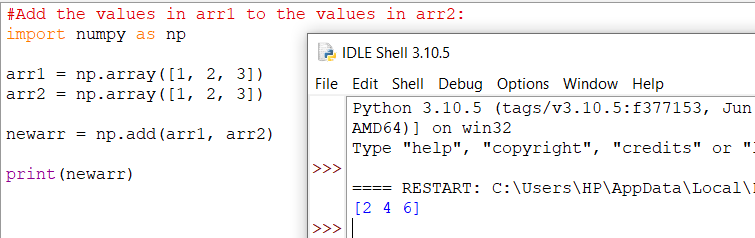 #Add the values in arr1 to the values in arr2:
import numpy as np
arr1 = np.array([1, 2, 3])
arr2 = np.array([1, 2, 3])
newarr = np.add(arr1, arr2)
print(newarr)
IDLE Shell 3.10.5
File Edit Shell Debug Options Window Help
Python 3.10.5 (tags/v3.10.5:f377153, Jun
AMD64)] on win32
Type "help", "copyright", "credits" or "
>>>
==== RESTART: C:\Users\HP\AppData\Local\
[2 4 6]
>>>